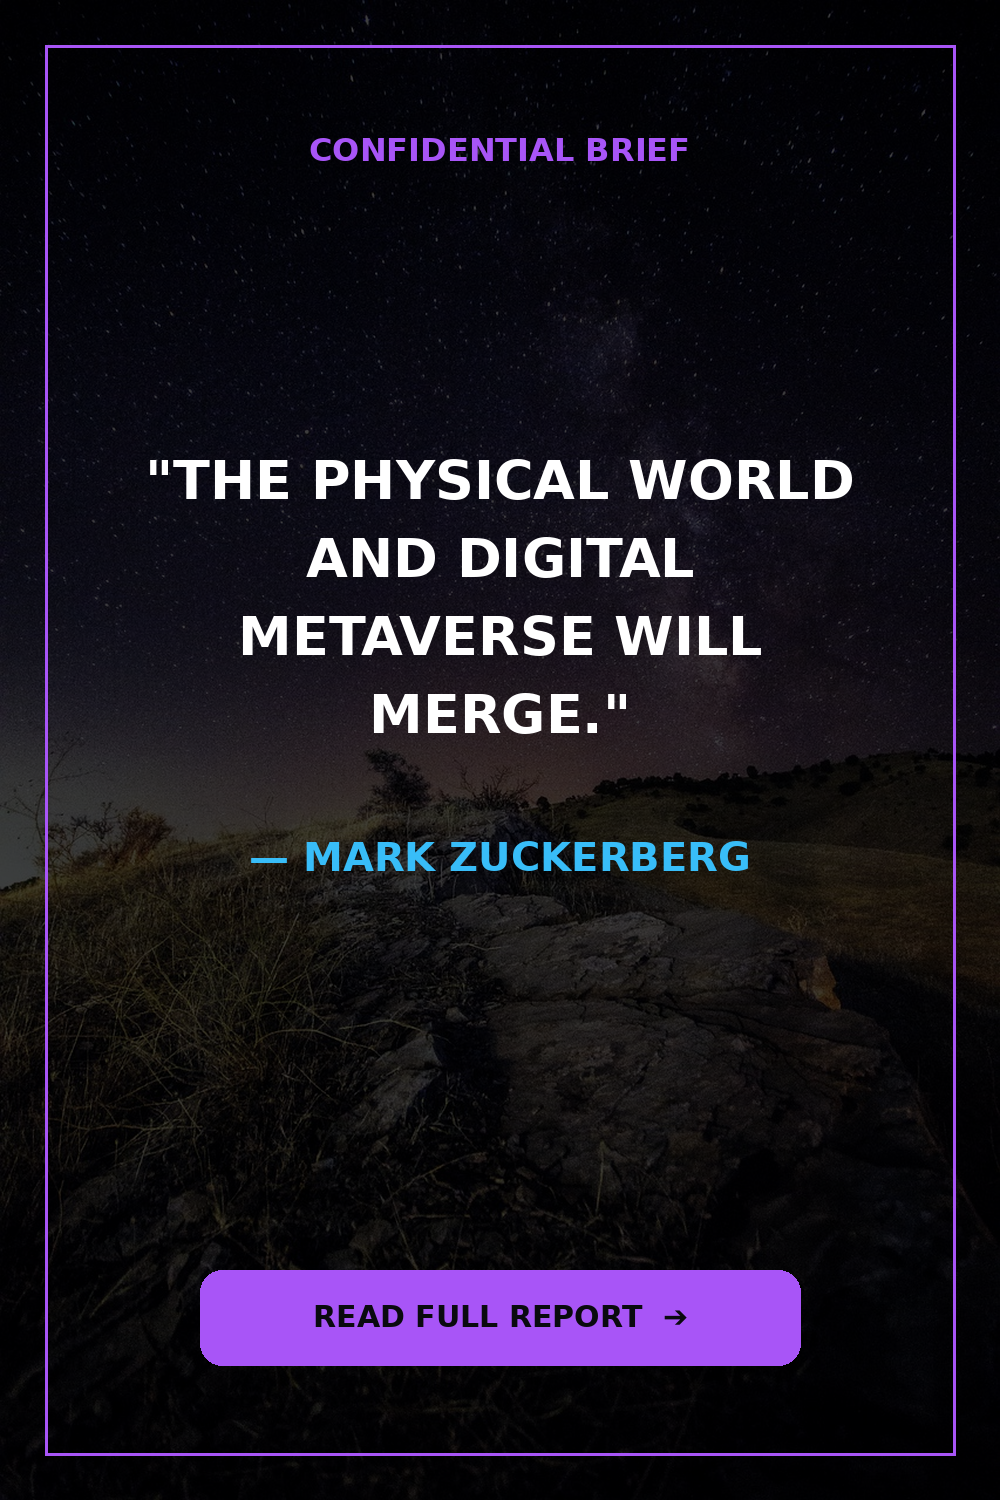 CONFIDENTIAL BRIEF
"THE PHYSICAL WORLD
AND DIGITAL
METAVERSE WILL
MERGE."
— MARK ZUCKERBERG
READ FULL REPORT ➔